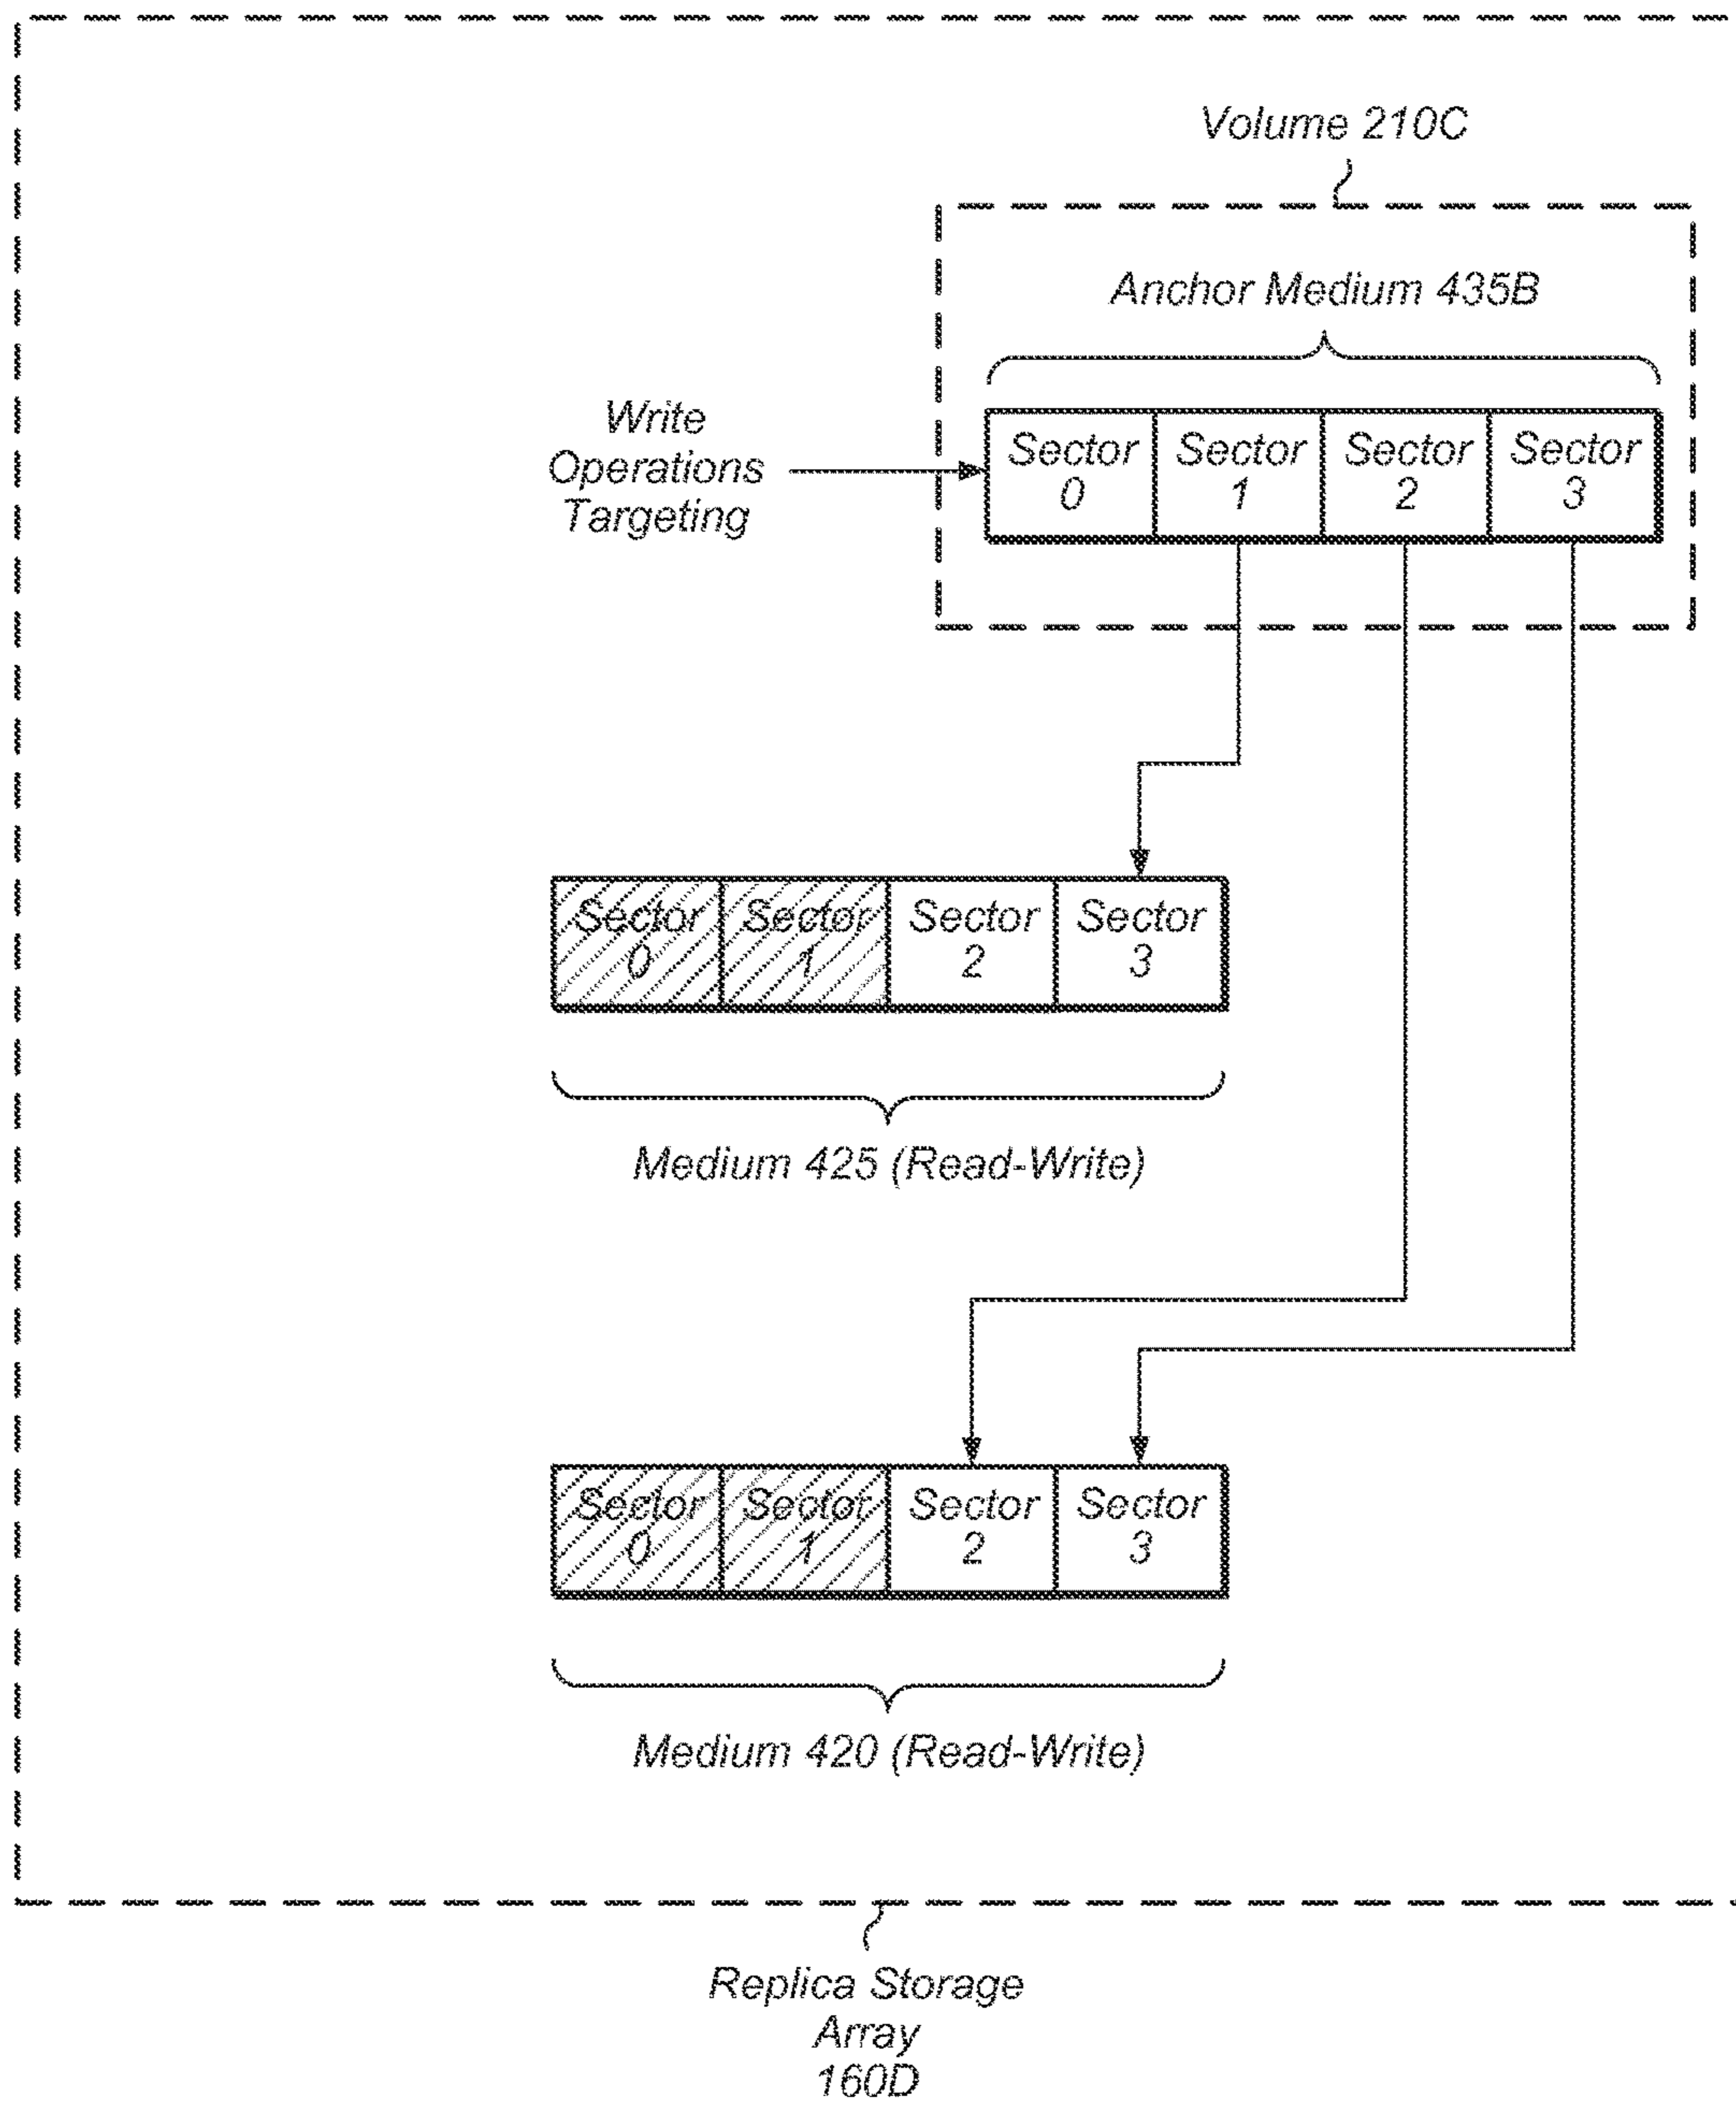 Volume 210C
Anchor Medium 435B
Write
Operations
Targeting
Sector Sector Sector Sector
0 1 2 3
Sector Sector Sector Sector
0 1 2 3
Medium 425 (Read-Write)
Sector Sector Sector Sector
0 1 2 3
Medium 420 (Read-Write)
Replica Storage
Array
160D